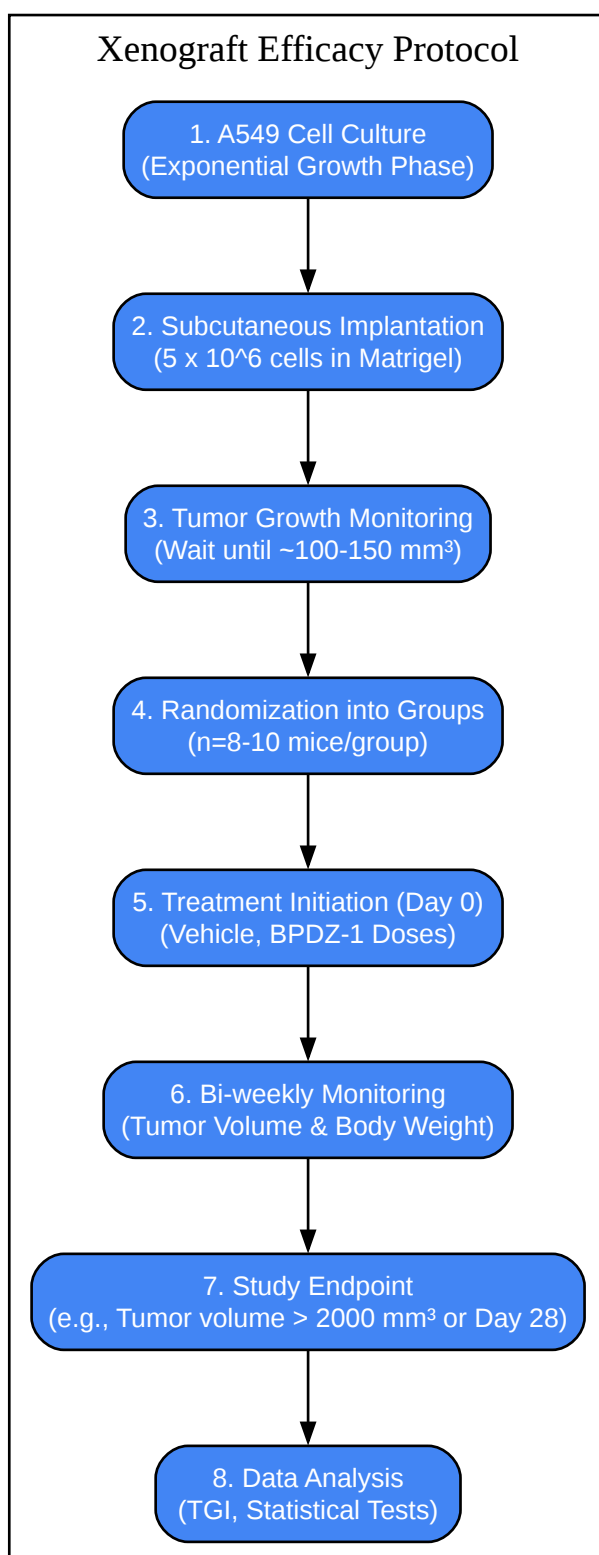 Xenograft Efficacy Protocol
1. A549 Cell Culture
(Exponential Growth Phase)
2. Subcutaneous Implantation
(5 x 10^6 cells in Matrigel)
3. Tumor Growth Monitoring
(Wait until ~100-150 mm³)
4. Randomization into Groups
(n=8-10 mice/group)
5. Treatment Initiation (Day 0)
(Vehicle, BPDZ-1 Doses)
6. Bi-weekly Monitoring
(Tumor Volume & Body Weight)
7. Study Endpoint
(e.g., Tumor volume > 2000 mm³ or Day 28)
8. Data Analysis
(TGI, Statistical Tests)